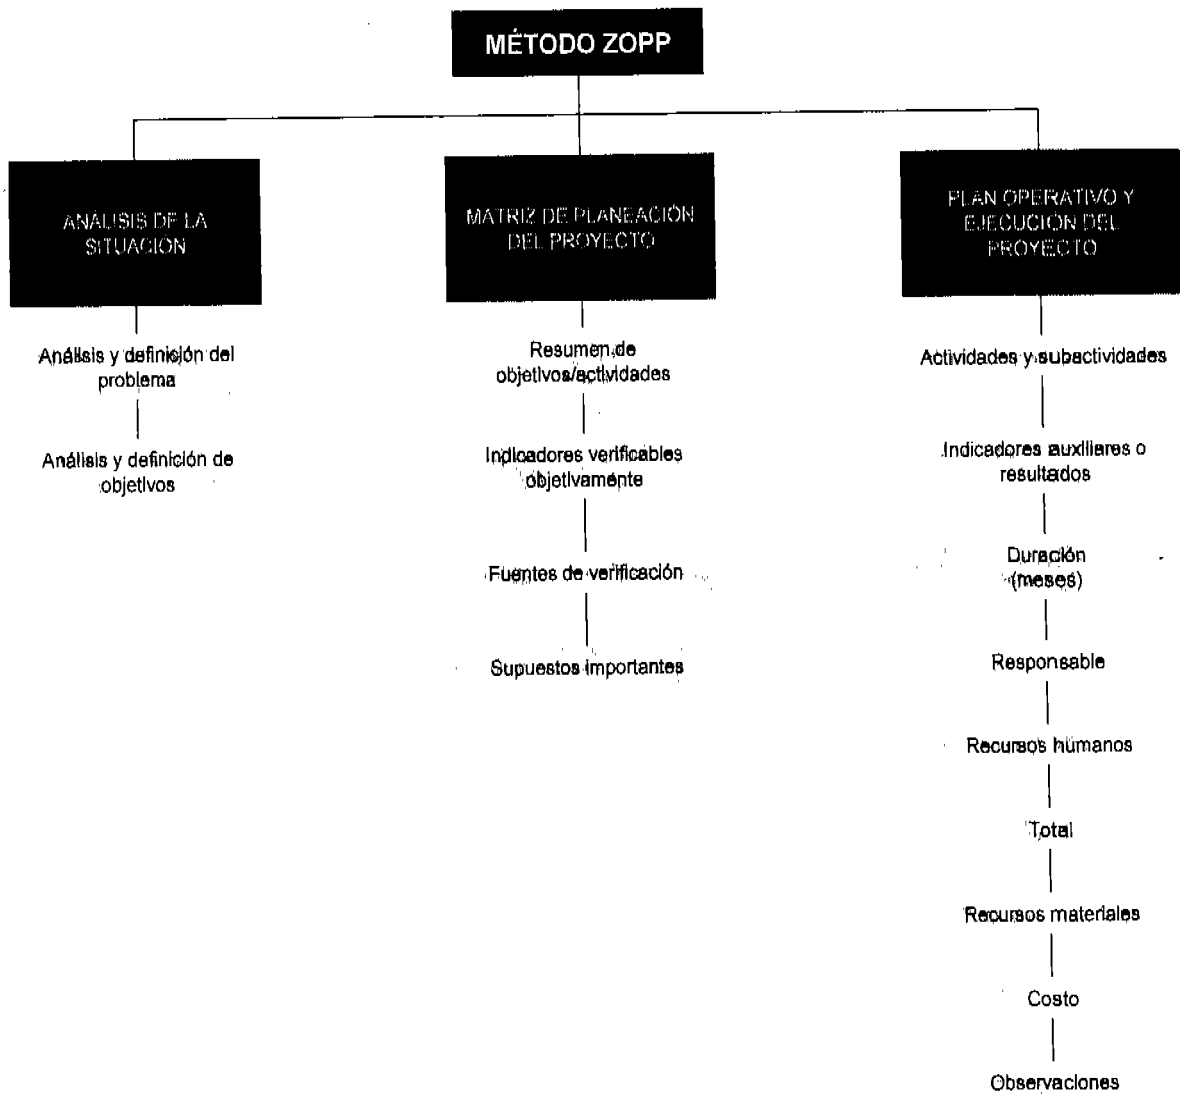 MÉTODO ZOPP
ANÁLISIS DE LA
SITUACIÓN
Análisis y definición del
problema
Análisis y definición de
objetivos
MATRIZ DE PLANEACIÓN
DEL PROYECTO
Resumen de
objetivos/actividades
Indicadores verificables
objetivamente
Fuentes de verificación
Supuestos importantes
PLAN OPERATIVO Y
EJECUCIÓN DEL
PROYECTO
Actividades y subactividades
Indicadores auxiliares o
resultados
Duración
(meses)
Responsable
Recursos humanos
Total
Recursos materiales
Costo
Observaciones